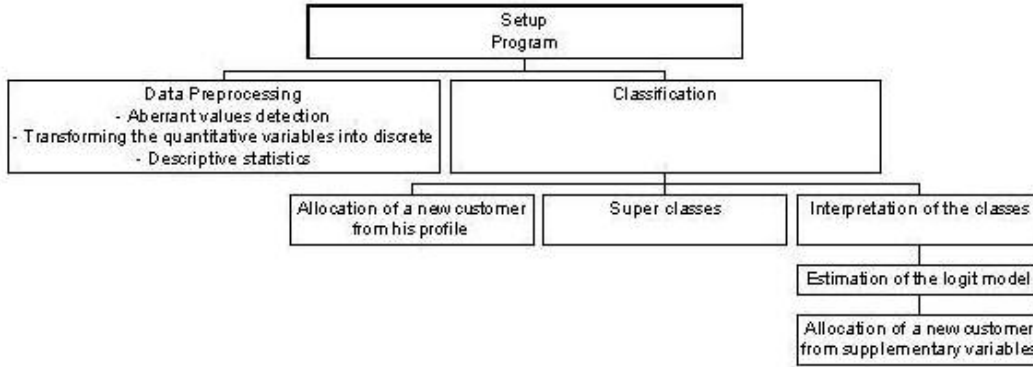 Setup
Program
Data Preprocessing
- Aberrant values detection
- Transforming the quantitative variables into discrete
- Descriptive statistics
Classification
Allocation of a new customer
from his profile
Super classes
Interpretation of the classes
Estimation of the logit model
Allocation of a new customer
from supplementary variables